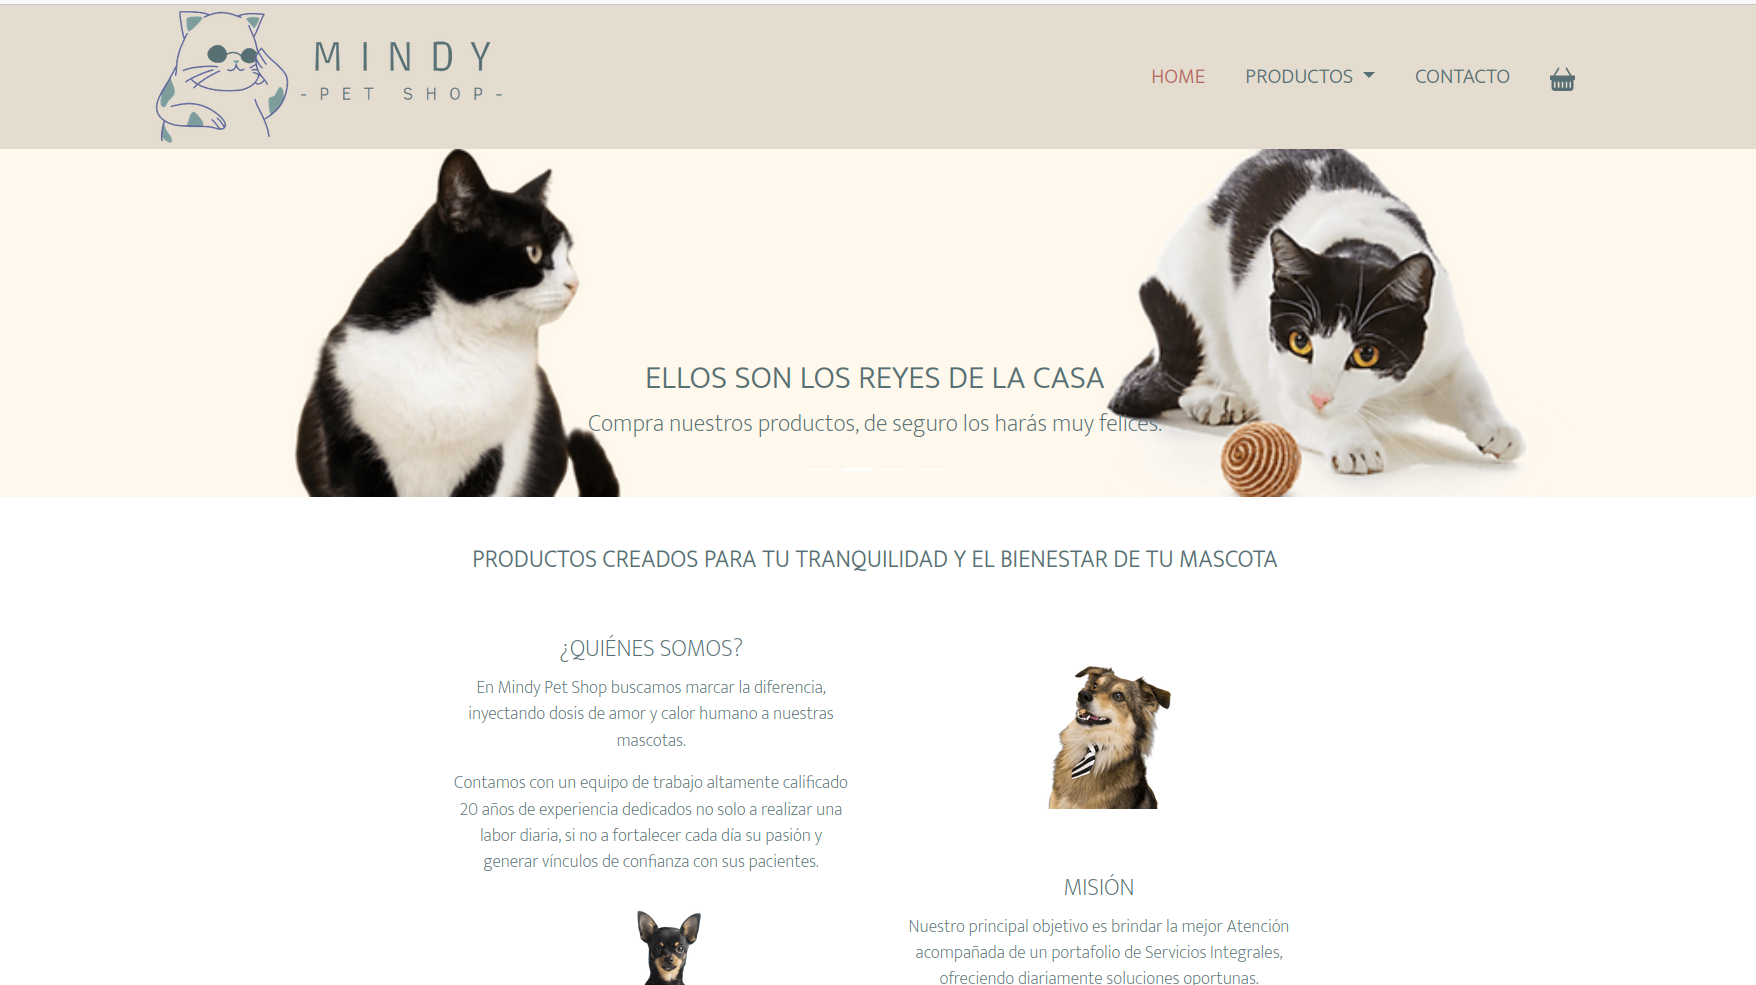 MINDY
-PET SHOP-
HOME
PRODUCTOS
CONTACTO
ELLOS SON LOS REYES DE LA CASA
Compra nuestros productos, de seguro los harás muy felices.
PRODUCTOS CREADOS PARA TU TRANQUILIDAD Y EL BIENESTAR DE TU MASCOTA
¿QUIÉNES SOMOS?
En Mindy Pet Shop buscamos marcar la diferencia,
inyectando dosis de amor y calor humano a nuestras
mascotas.
Contamos con un equipo de trabajo altamente calificado
20 años de experiencia dedicados no solo a realizar una
labor diaria, si no a fortalecer cada día su pasión y
generar vínculos de confianza con sus pacientes.
MISIÓN
Nuestro principal objetivo es brindar la mejor Atención
acompañada de un portafolio de Servicios Integrales,
ofreciendo diariamente soluciones oportunas.